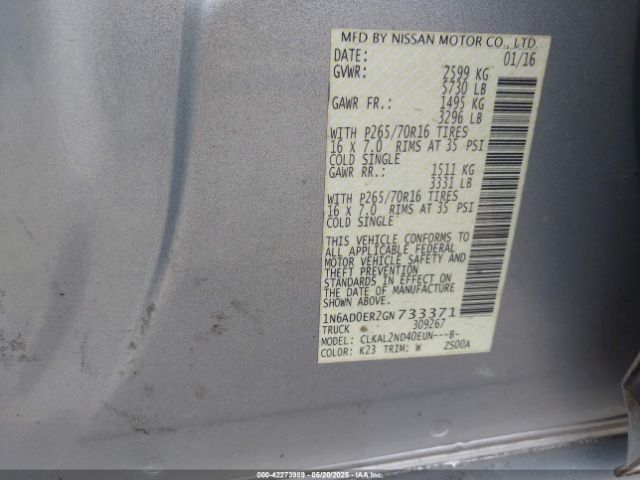 MFD BY NISSAN MOTOR CO., LTD.
DATE: 01/16
GVWR: 2599 KG
5730 LB
GAWR FR.: 1495 KG
3296 LB
WITH P265/70R16 TIRES
16 X 7.0 RIMS AT 35 PSI
COLD SINGLE
GAWR RR.: 1511 KG
3331 LB
WITH P265/70R16 TIRES
16 X 7.0 RIMS AT 35 PSI
COLD SINGLE
THIS VEHICLE CONFORMS TO
ALL APPLICABLE FEDERAL
MOTOR VEHICLE SAFETY AND
THEFT PREVENTION
STANDARDS IN EFFECT ON
THE DATE OF MANUFACTURE
SHOWN ABOVE.
1N6AD0ER2GN733371
TRUCK 309267
MODEL: CLKAL2ND40EUN---B-
COLOR: K23 TRIM: W ZS00A
000-42273989 - 05/20/2025 - IAAI.COM